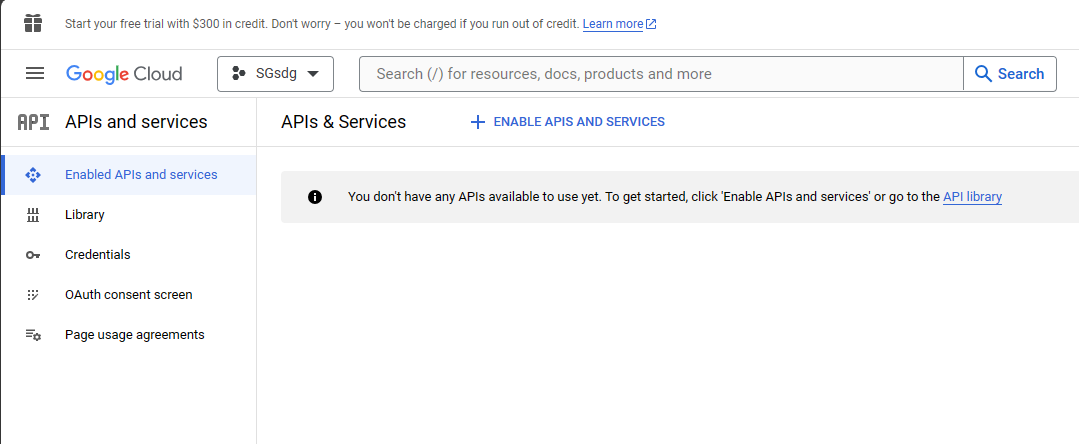 Start your free trial with $300 in credit. Don't worry – you won't be charged if you run out of credit. Learn more
Google Cloud
SGsdg
Search (/) for resources, docs, products and more
Search
API
APIs and services
APIs & Services
ENABLE APIS AND SERVICES
Enabled APIs and services
You don't have any APIs available to use yet. To get started, click 'Enable APIs and services' or go to the API library
Library
Credentials
OAuth consent screen
Page usage agreements